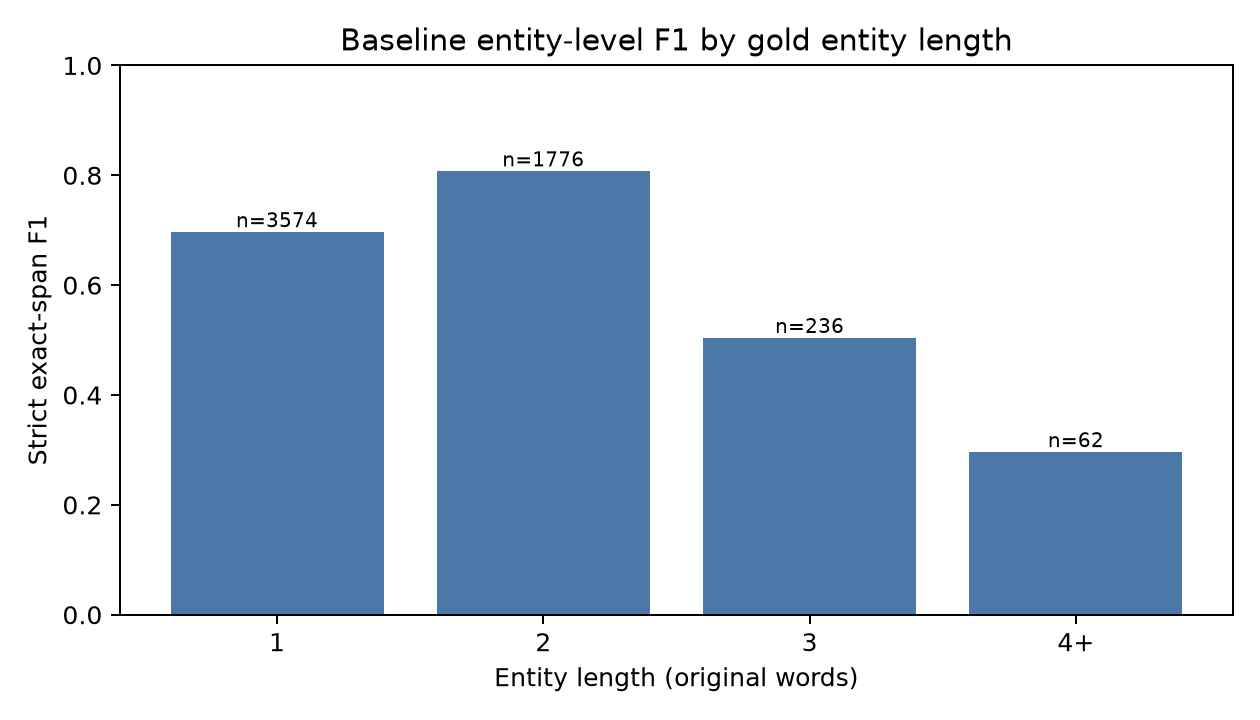 Baseline entity-level F1 by gold entity length
1.0
0.8
0.6
0.4
0.2
0.0
Strict exact-span F1
n=3574
n=1776
n=236
n=62
1
2
3
4+
Entity length (original words)